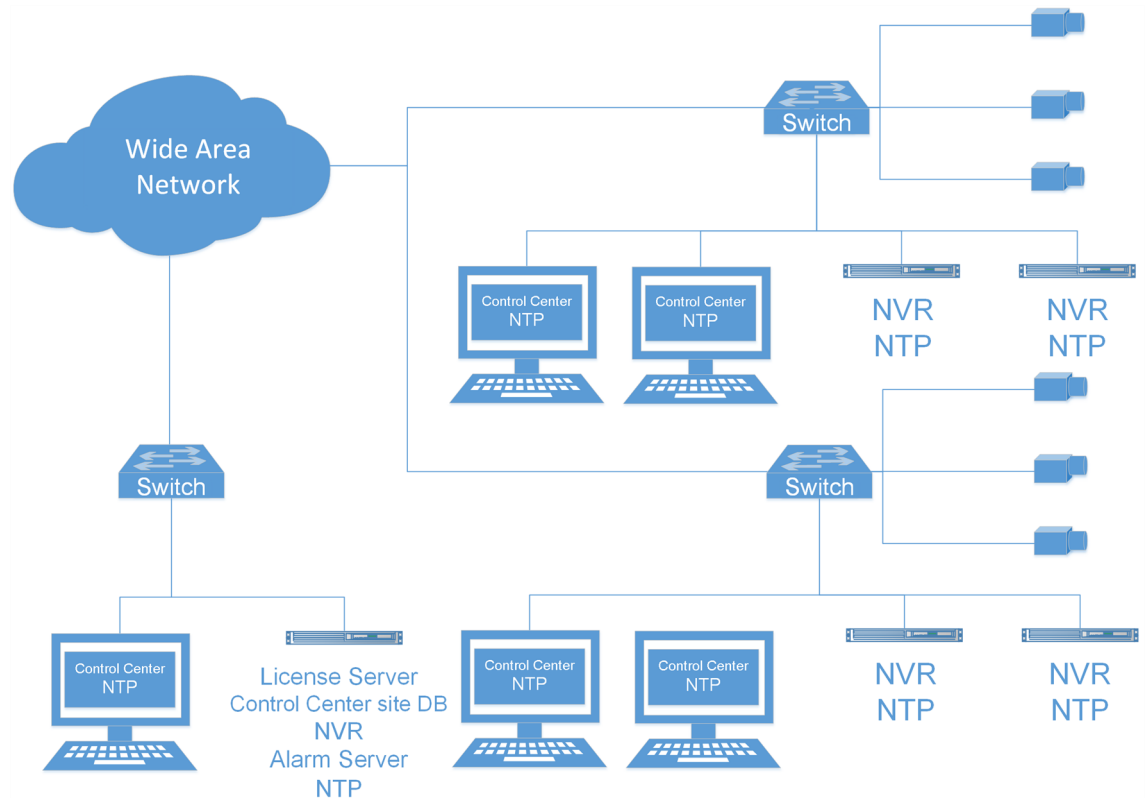 Wide Area
Network
Switch
Control Center
NTP
Control Center
NTP
NVR
NTP
NVR
NTP
Switch
Switch
Control Center
NTP
License Server
Control Center site DB
NVR
Alarm Server
NTP
Control Center
NTP
Control Center
NTP
NVR
NTP
NVR
NTP